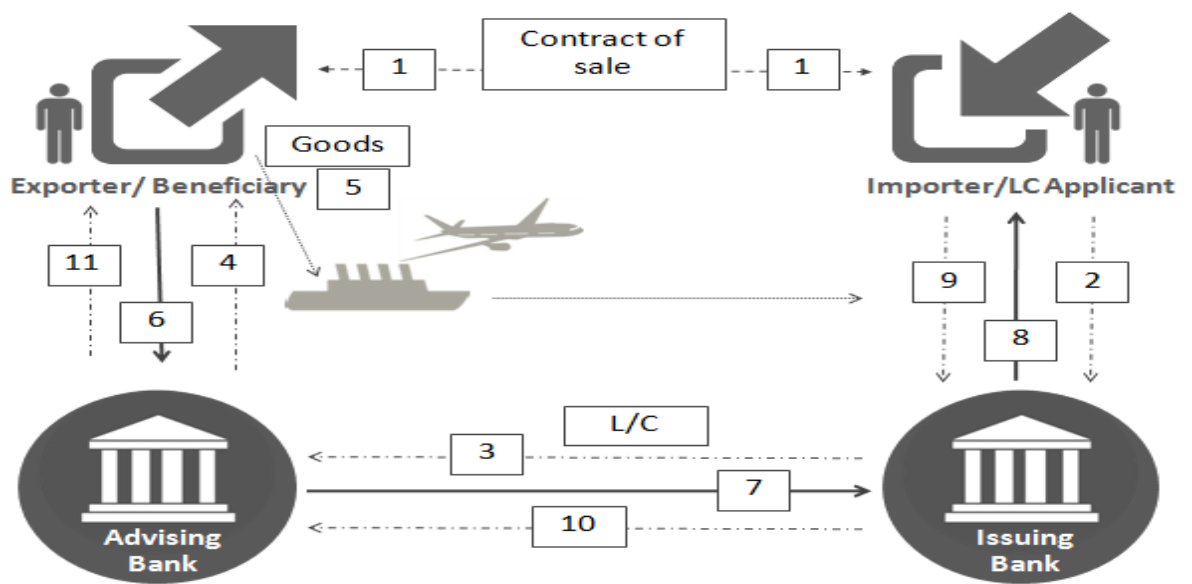 Contract of
sale
1
1
Goods
Exporter/ Beneficiary
5
Importer/LC Applicant
11
4
9
2
6
8
L/C
3
7
10
Advising
Bank
Issuing
Bank